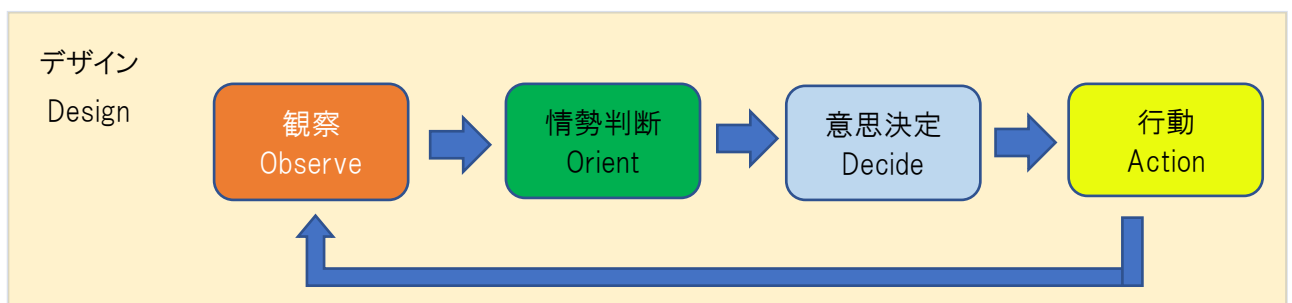 デザイン
Design
観察
Observe
情勢判断
Orient
意思決定
Decide
行動
Action